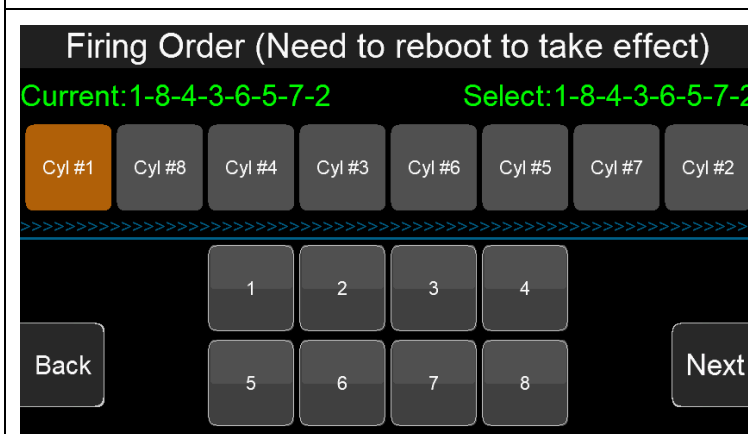 Firing Order (Need to reboot to take effect)
Current:1-8-4-3-6-5-7-2 Select:1-8-4-3-6-5-7-2
Cyl #1 Cyl #8 Cyl #4 Cyl #3 Cyl #6 Cyl #5 Cyl #7 Cyl #2
>>>>>>>>>>>>>>>>>>>>>>>>>>>>>>>>>>>>>>>>>>>>>>>>>>>>>>>>>>>>>>>>>
1 2 3 4
Back Next
5 6 7 8